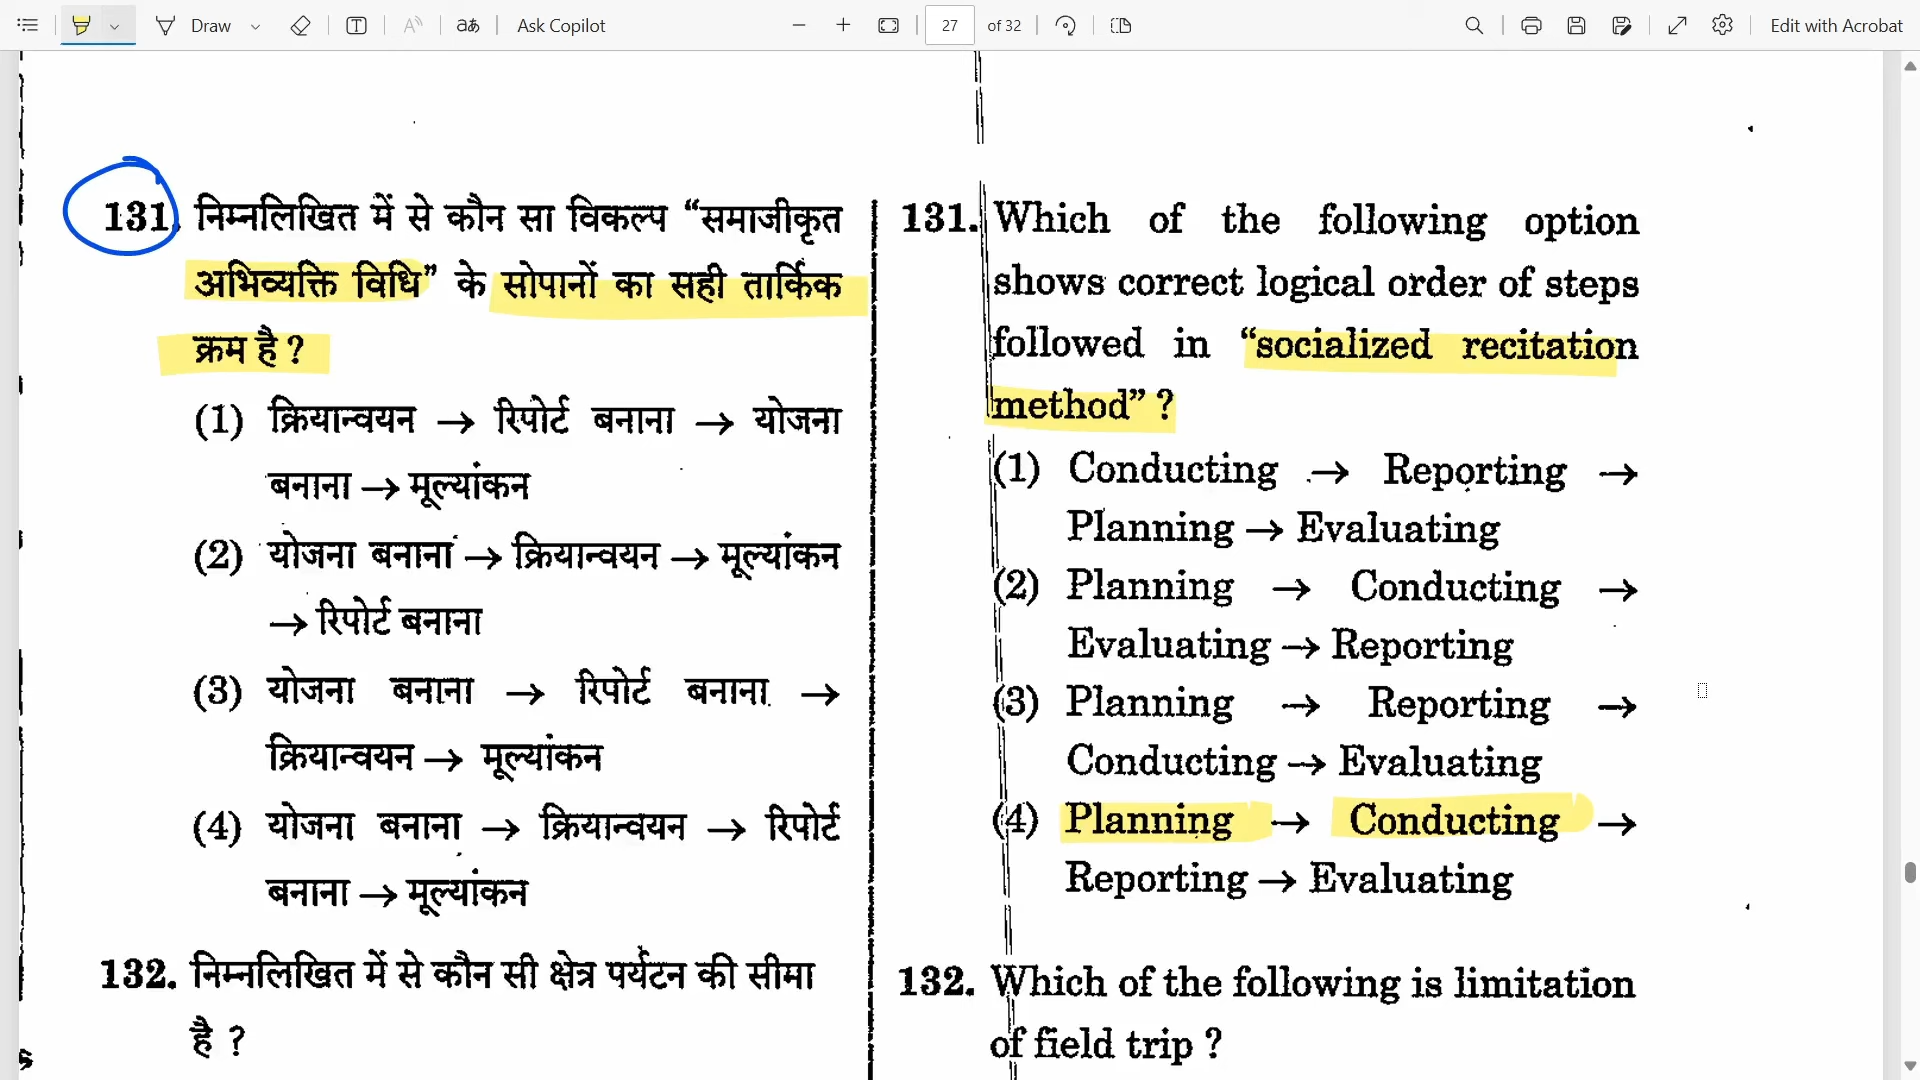 Draw
Ask Copilot
27 of 32
Edit with Acrobat
131. निम्नलिखित में से कौन सा विकल्प “समाजीकृत
अभिव्यक्ति विधि” के सोपानों का सही तार्किक
क्रम है ?
(1) क्रियान्वयन → रिपोर्ट बनाना → योजना
बनाना → मूल्यांकन
(2) योजना बनाना → क्रियान्वयन → मूल्यांकन
→ रिपोर्ट बनाना
(3) योजना बनाना → रिपोर्ट बनाना →
क्रियान्वयन → मूल्यांकन
(4) योजना बनाना → क्रियान्वयन → रिपोर्ट
बनाना → मूल्यांकन
132. निम्नलिखित में से कौन सी क्षेत्र पर्यटन की सीमा
है ?
131. Which of the following option
shows correct logical order of steps
followed in “socialized recitation
method” ?
(1) Conducting → Reporting →
Planning → Evaluating
(2) Planning → Conducting →
Evaluating → Reporting
(3) Planning → Reporting →
Conducting → Evaluating
(4) Planning → Conducting →
Reporting → Evaluating
132. Which of the following is limitation
of field trip ?